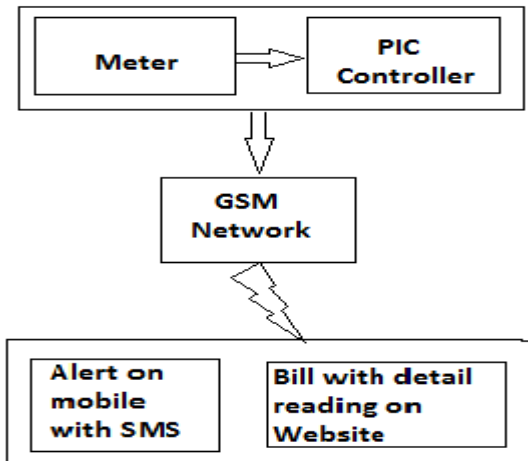 Meter
PIC
Controller
GSM
Network
Alert on
mobile
with SMS
Bill with detail
reading on
Website